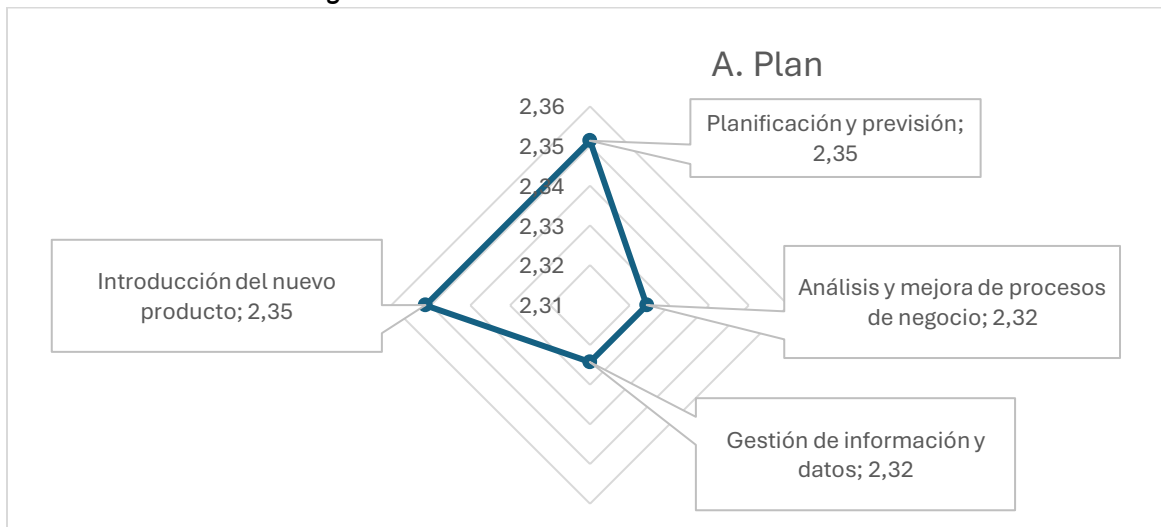 A. Plan
2,36
2,35
2,34
2,33
2,32
2,31
Planificación y previsión;
2,35
Análisis y mejora de procesos
de negocio; 2,32
Gestión de información y
datos; 2,32
Introducción del nuevo
producto; 2,35